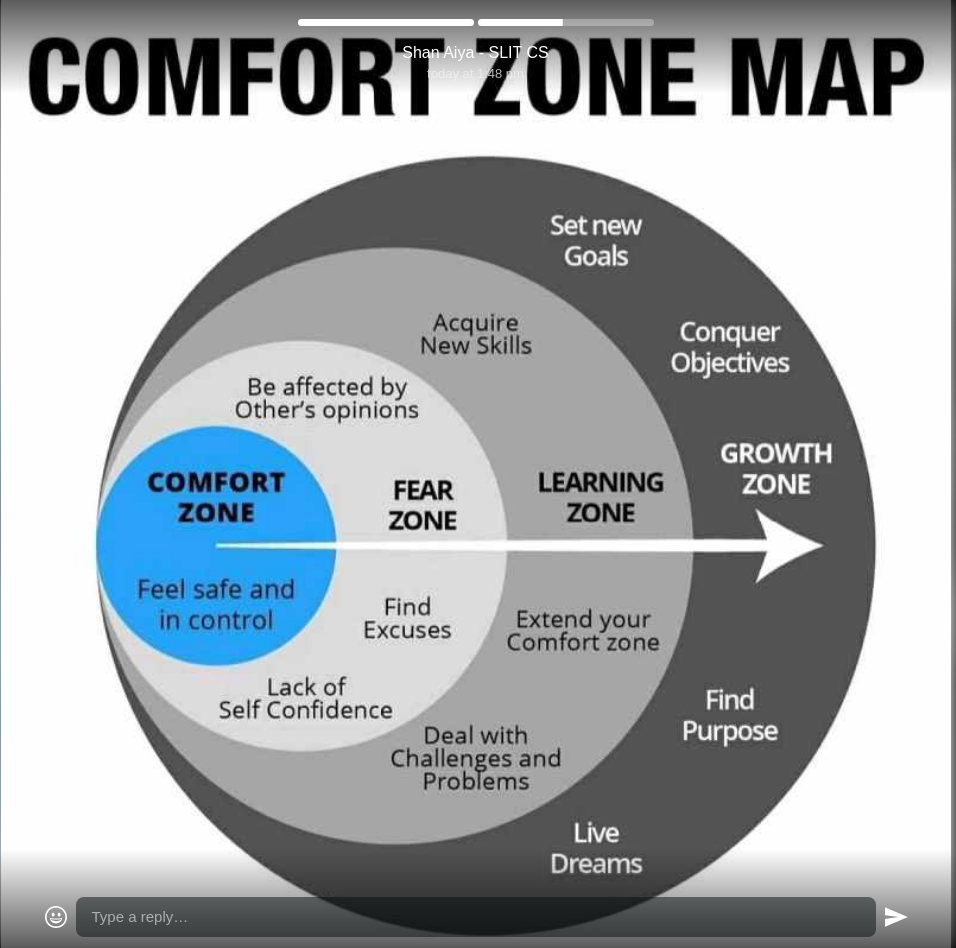 Shan Aiya - SLIT CS
today at 1:48 pm
COMFORT ZONE MAP
Set new
Goals
Acquire
New Skills
Conquer
Objectives
Be affected by
Other's opinions
GROWTH
ZONE
COMFORT
ZONE
FEAR
ZONE
LEARNING
ZONE
Feel safe and
in control
Find
Excuses
Extend your
Comfort zone
Lack of
Self Confidence
Find
Purpose
Deal with
Challenges and
Problems
Live
Dreams
Type a reply…